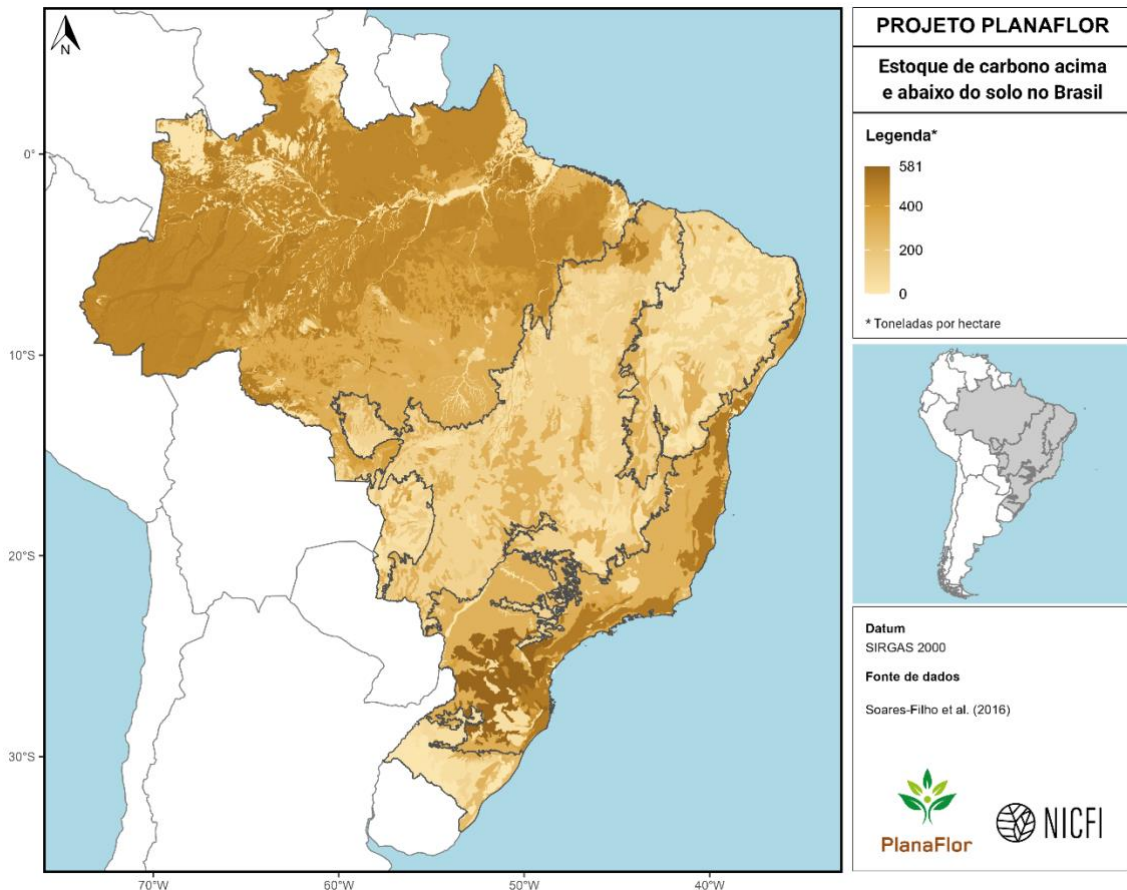 N
0°
10°S
20°S
30°S
70°W
60°W
50°W
40°W
PROJETO PLANAFLOR
Estoque de carbono acima
e abaixo do solo no Brasil
Legenda*
581
400
200
0
* Toneladas por hectare
Datum
SIRGAS 2000
Fonte de dados
Soares-Filho et al. (2016)
PlanaFlor
NICFI